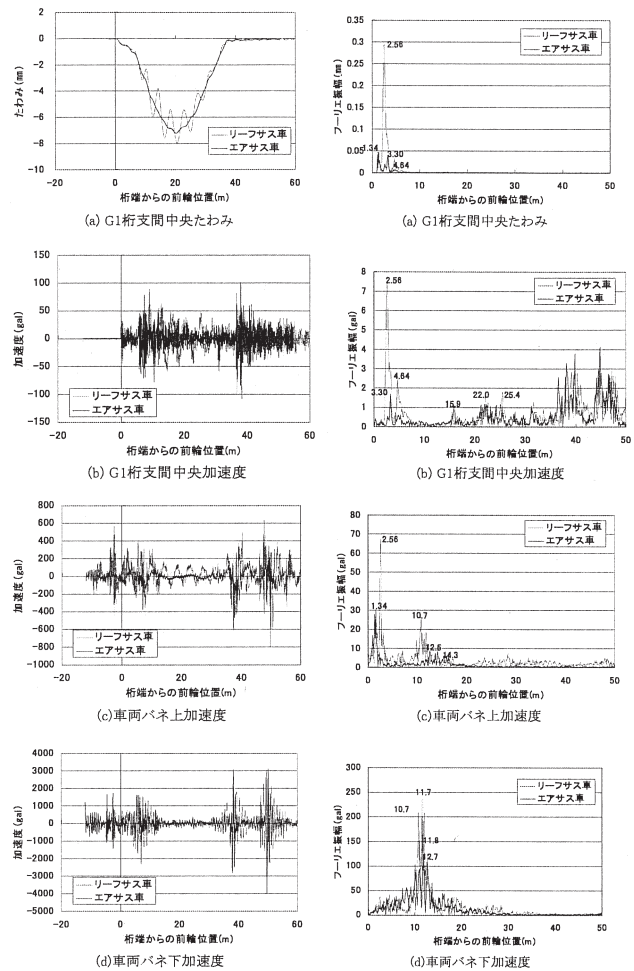 2
0
-2
-4
-6
-8
-10
たわみ(mm)
リーフサス車
エアサス車
-20 0 20 40 60
桁端からの前輪位置(m)
(a) G1桁支間中央たわみ
0.35
0.3
0.25
0.2
0.15
0.1
0.05
0
フーリエ振幅(mm)
2.56
1.34
3.30
4.64
リーフサス車
エアサス車
0 10 20 30 40 50
桁端からの前輪位置(m)
(a) G1桁支間中央たわみ
150
100
50
0
-50
-100
-150
加速度(gal)
リーフサス車
エアサス車
-20 0 20 40 60
桁端からの前輪位置(m)
(b) G1桁支間中央加速度
8
7
6
5
4
3
2
1
0
フーリエ振幅(gal)
2.56
4.64
3.30
15.9
22.0
25.4
リーフサス車
エアサス車
0 10 20 30 40 50
桁端からの前輪位置(m)
(b) G1桁支間中央加速度
800
600
400
200
0
-200
-400
-600
-800
-1000
加速度(gal)
リーフサス車
エアサス車
-20 0 20 40 60
桁端からの前輪位置(m)
(c)車両バネ上加速度
80
70
60
50
40
30
20
10
0
フーリエ振幅(gal)
2.56
1.34
10.7
12.5
14.3
リーフサス車
エアサス車
0 10 20 30 40 50
桁端からの前輪位置(m)
(c)車両バネ上加速度
4000
3000
2000
1000
0
-1000
-2000
-3000
-4000
-5000
加速度(gal)
リーフサス車
エアサス車
-20 0 20 40 60
桁端からの前輪位置(m)
(d)車両バネ下加速度
300
250
200
150
100
50
0
フーリエ振幅(gal)
11.7
10.7
11.8
12.7
リーフサス車
エアサス車
0 10 20 30 40 50
桁端からの前輪位置(m)
(d)車両バネ下加速度